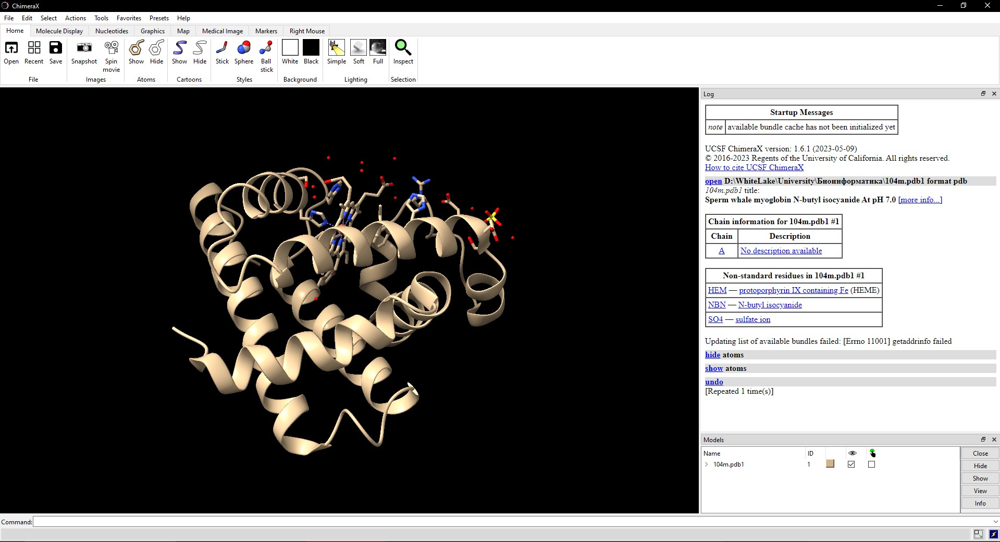 ChimeraX
File Edit Select Actions Tools Favorites Presets Help
Home Molecule Display Nucleotides Graphics Map Medical Image Markers Right Mouse
Open Recent Save Snapshot Spin movie Show Hide Show Hide Stick Sphere Ball stick White Black Simple Soft Full Inspect
File Images Atoms Cartoons Styles Background Lighting Selection
Log
Startup Messages
note available bundle cache has not been initialized yet
UCSF ChimeraX version: 1.6.1 (2023-05-09)
© 2016-2023 Regents of the University of California. All rights reserved.
How to cite UCSF ChimeraX
open D:\WhiteLake\University\Биоинформатика\104m.pdb1 format pdb
104m.pdb1 title:
Sperm whale myoglobin N-butyl isocyanide At pH 7.0 [more info...]
Chain information for 104m.pdb1 #1
Chain Description
A No description available
Non-standard residues in 104m.pdb1 #1
HEM — protoporphyrin IX containing Fe (HEME)
NBN — N-butyl isocyanide
SO4 — sulfate ion
Updating list of available bundles failed: [Errno 11001] getaddrinfo failed
hide atoms
show atoms
undo
[Repeated 1 time(s)]
Models
Name ID
104m.pdb1 1
Close
Hide
Show
View
Info
Command: